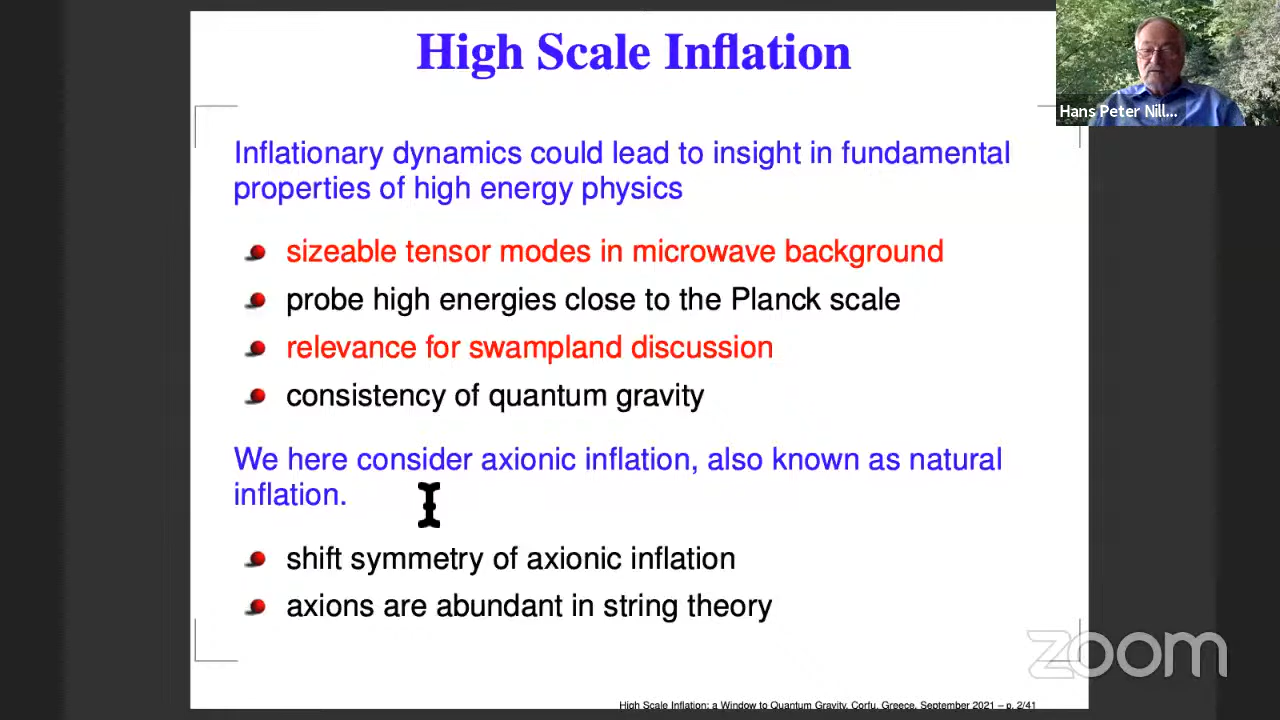 High Scale Inflation
Hans Peter Nill...
Inflationary dynamics could lead to insight in fundamental
properties of high energy physics
sizeable tensor modes in microwave background
probe high energies close to the Planck scale
relevance for swampland discussion
consistency of quantum gravity
We here consider axionic inflation, also known as natural
inflation.
shift symmetry of axionic inflation
axions are abundant in string theory
zoom
High Scale Inflation: a Window to Quantum Gravity, Corfu, Greece, September 2021 – p. 2/41